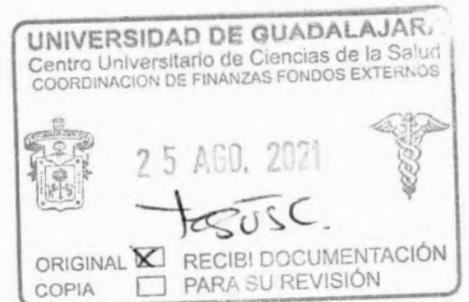 UNIVERSIDAD DE GUADALAJAR
Centro Universitario de Ciencias de la Salud
COORDINACION DE FINANZAS FONDOS EXTERNOS
25 AGO. 2021
ORIGINAL X RECIBI DOCUMENTACIÓN
COPIA PARA SU REVISIÓN